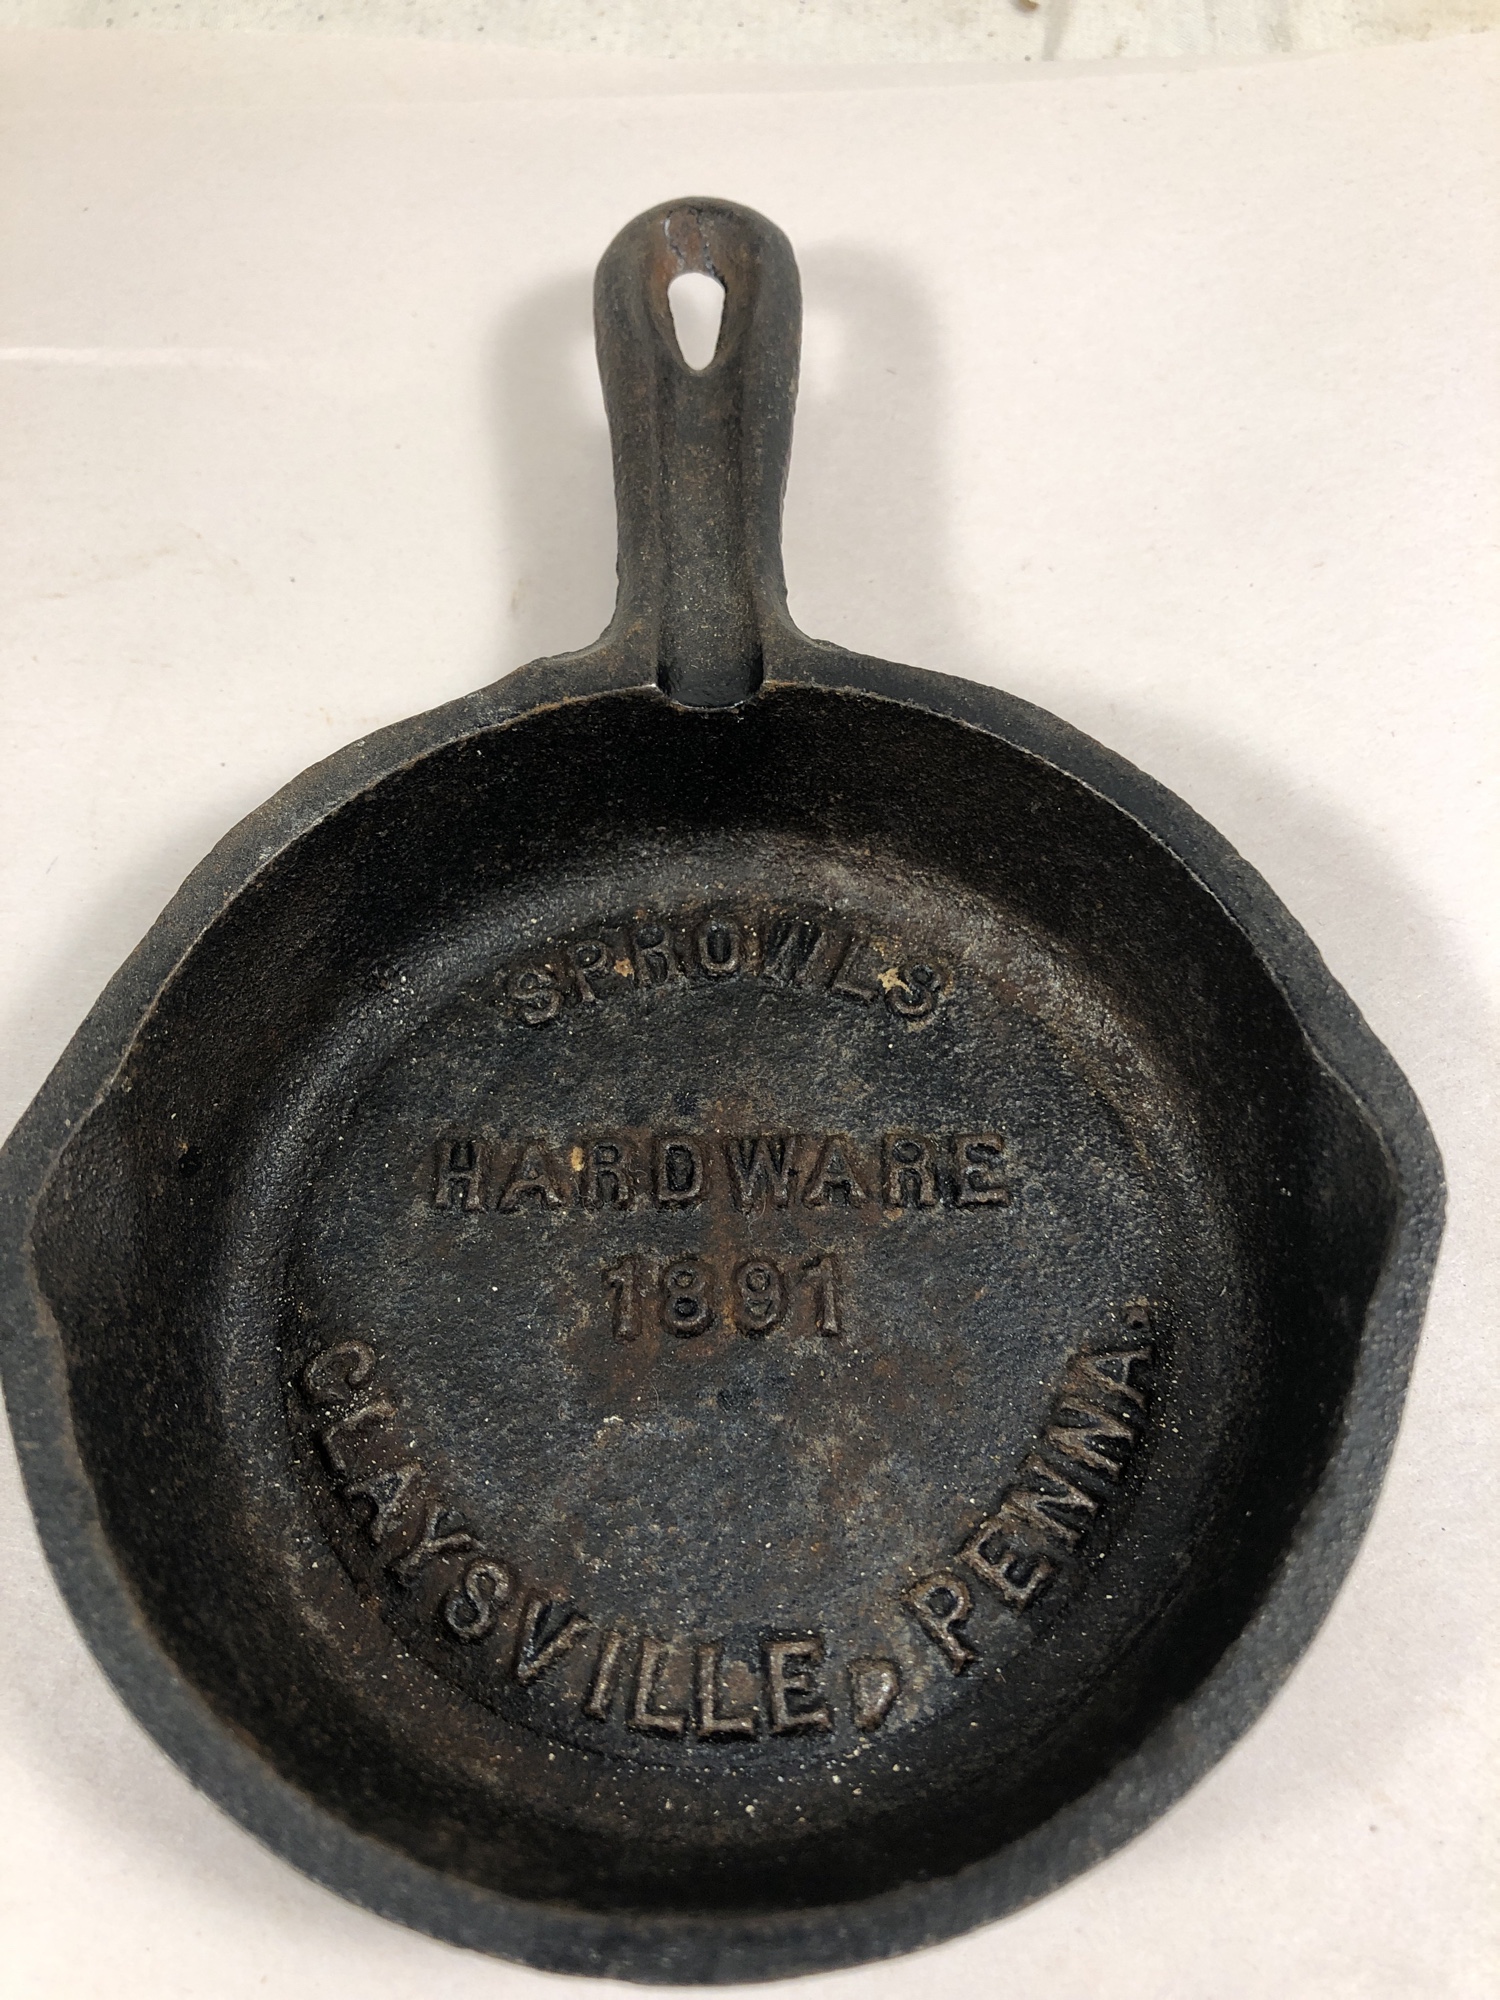 SPROWLS
HARDWARE
1891
CLAYSVILLE, PENNA.